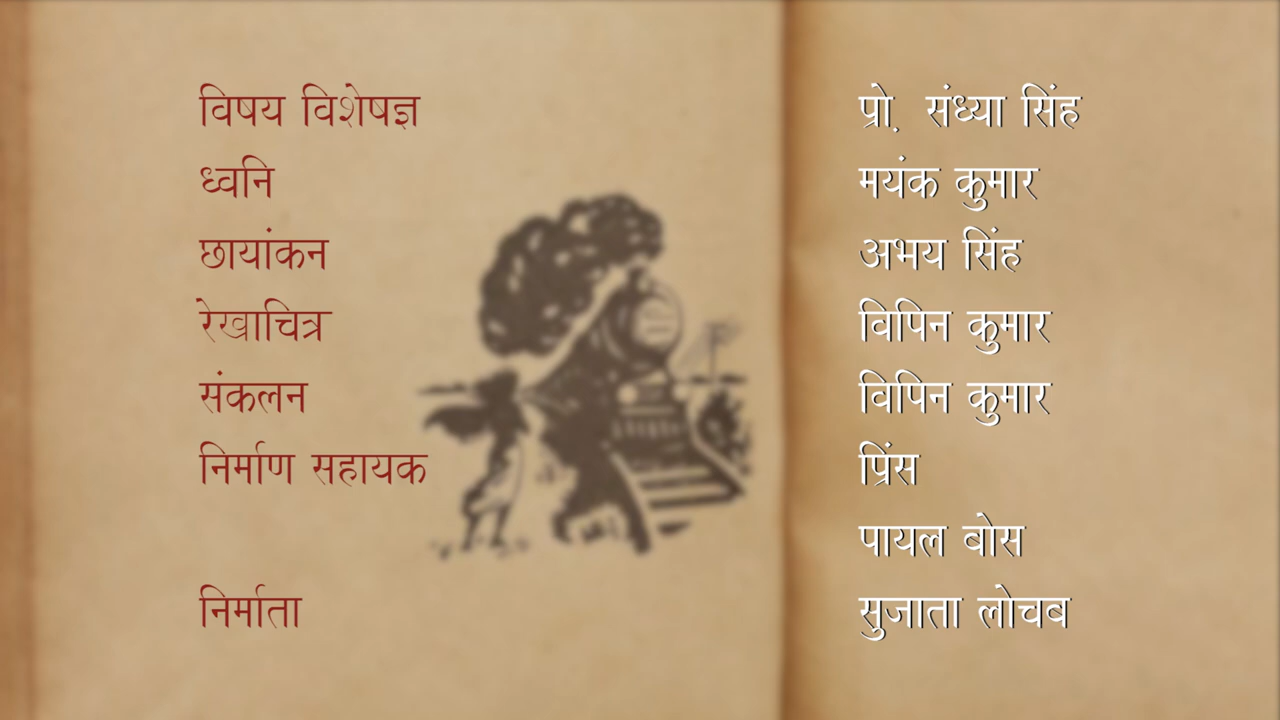 विषय विशेषज्ञ प्रो. संध्या सिंह
ध्वनि मयंक कुमार
छायांकन अभय सिंह
रेखाचित्र विपिन कुमार
संकलन विपिन कुमार
निर्माण सहायक प्रिंस
पायल बोस
निर्माता सुजाता लोचब